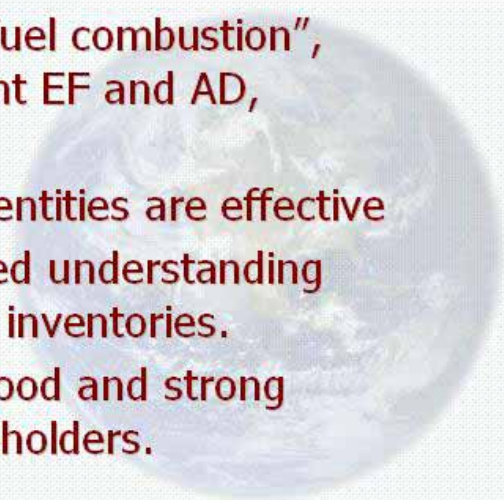 uel combustion”,
nt EF and AD,
entities are effective
ed understanding
inventories.
ood and strong
holders.